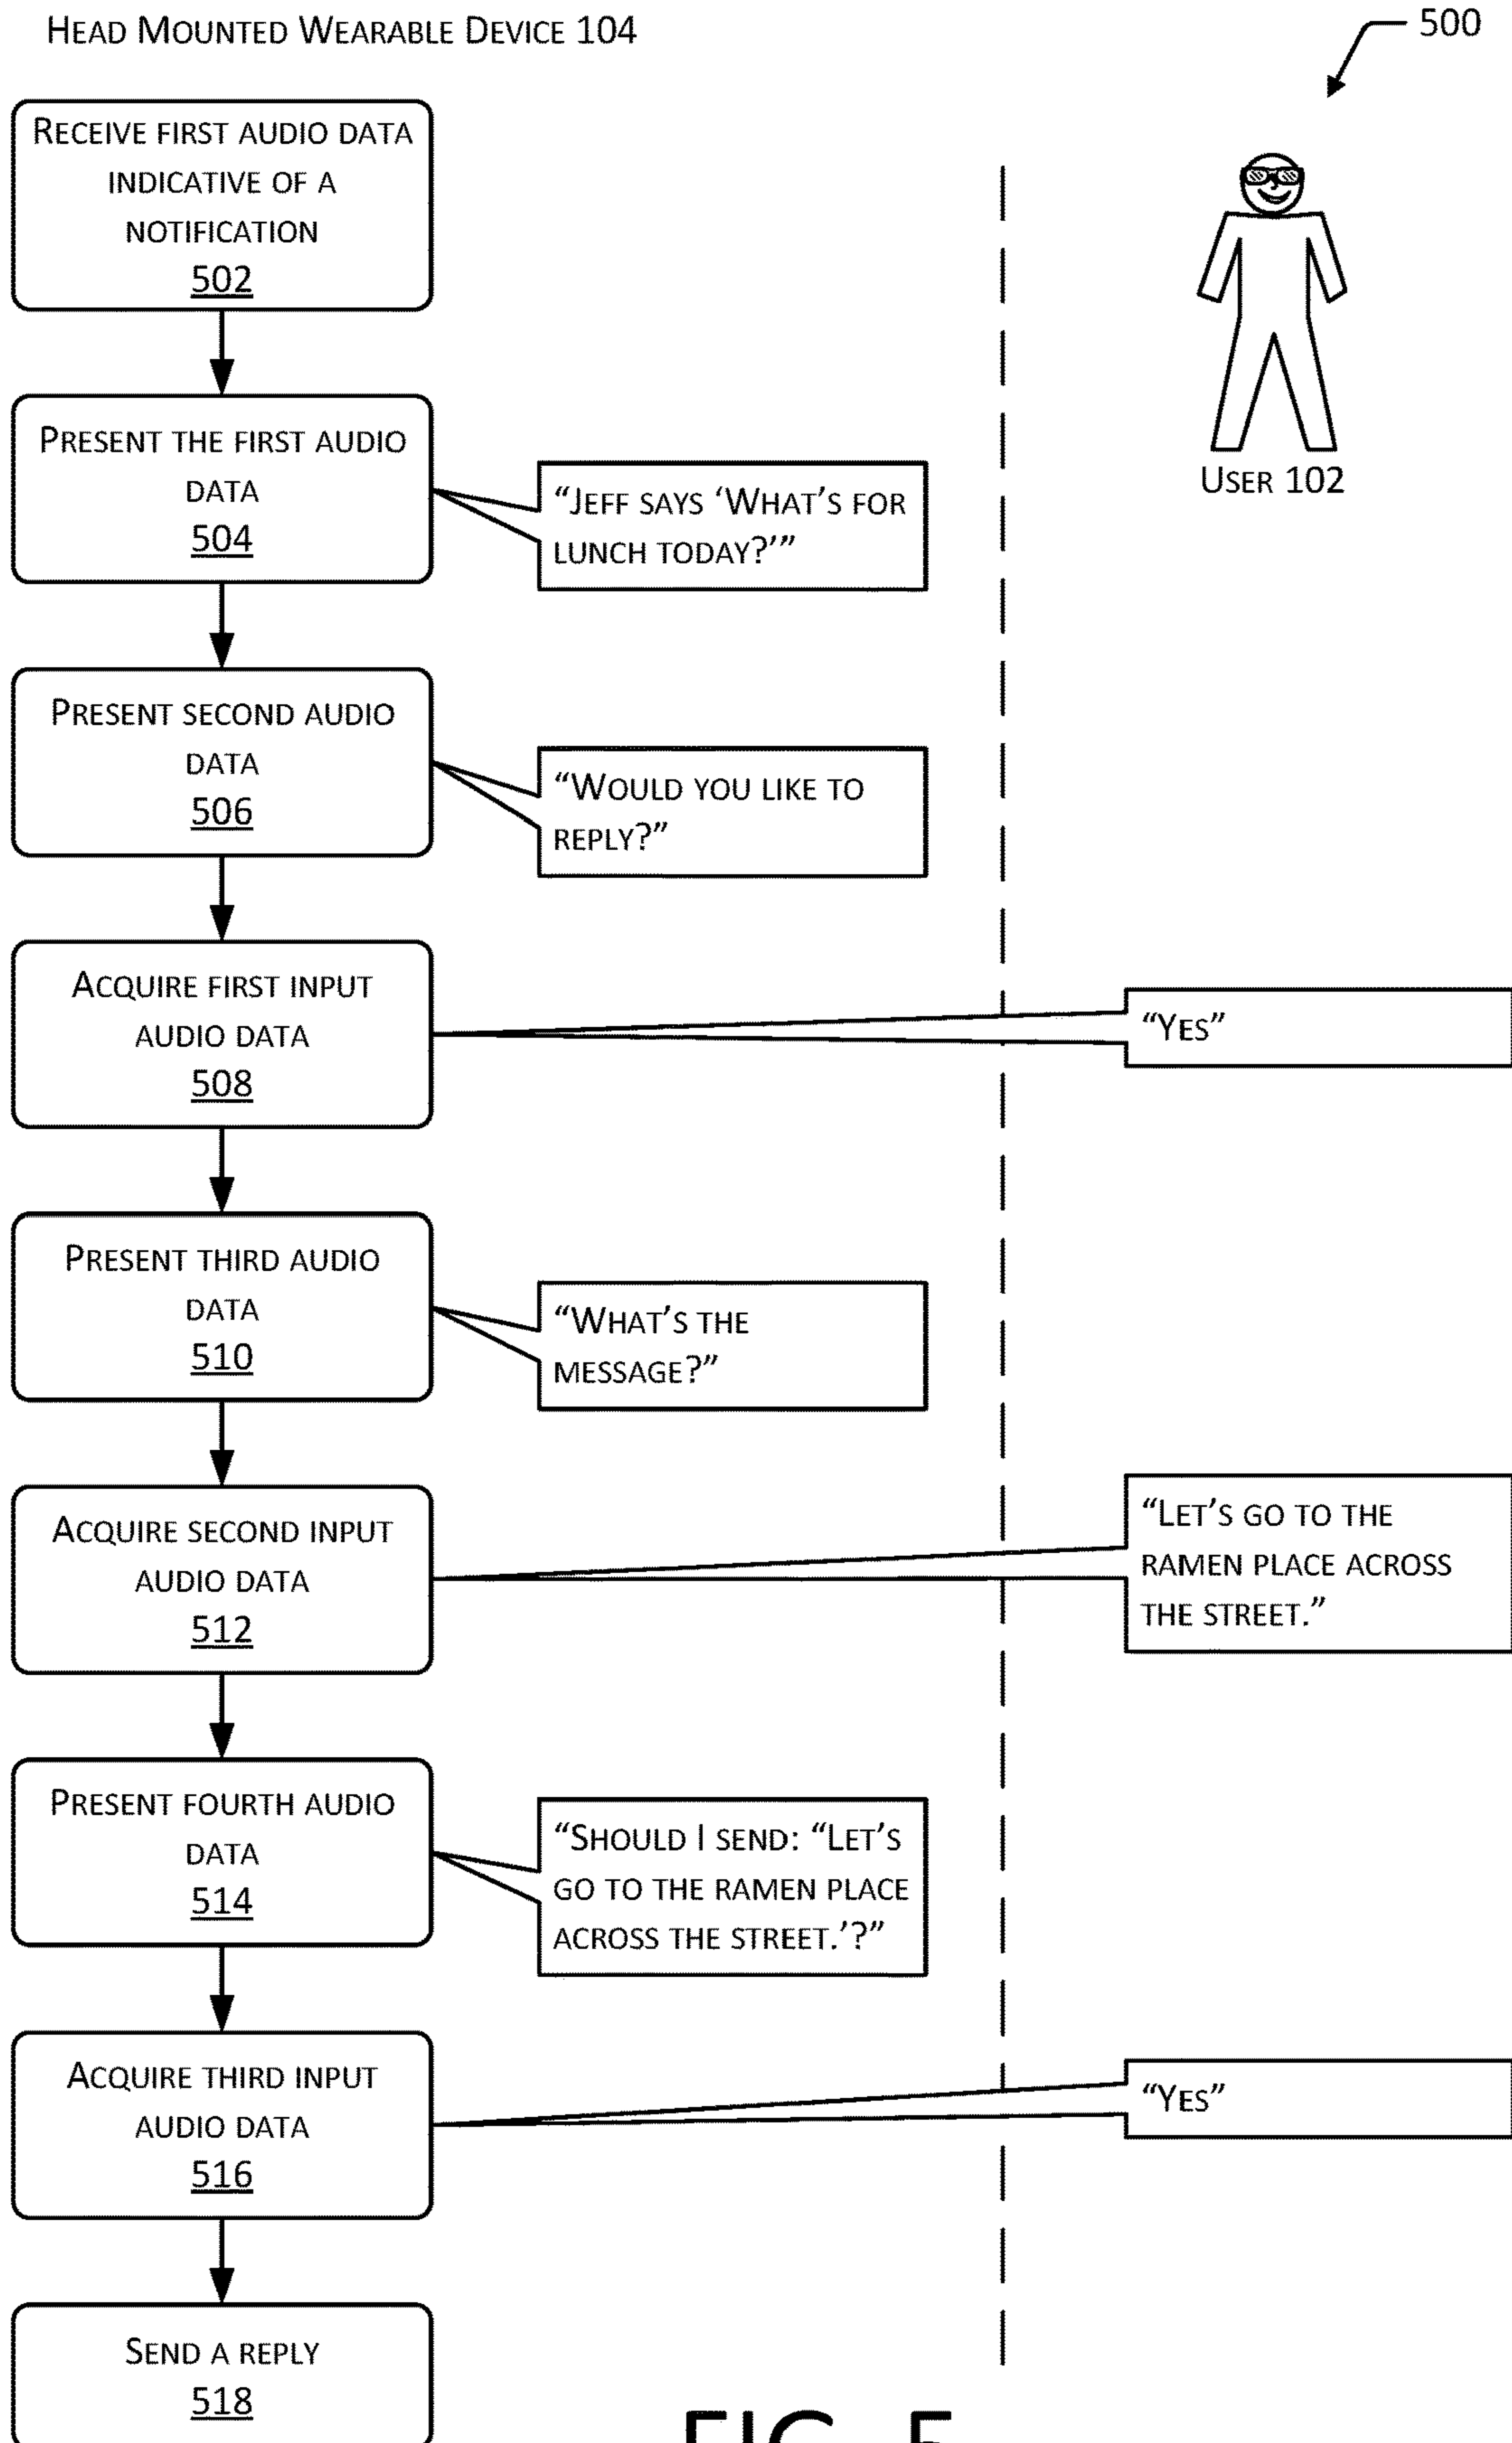 HEAD MOUNTED WEARABLE DEVICE 104
500
RECEIVE FIRST AUDIO DATA
INDICATIVE OF A
NOTIFICATION
502
USER 102
PRESENT THE FIRST AUDIO
DATA
504
“JEFF SAYS ‘WHAT’S FOR
LUNCH TODAY?’”
PRESENT SECOND AUDIO
DATA
506
“WOULD YOU LIKE TO
REPLY?”
ACQUIRE FIRST INPUT
AUDIO DATA
508
“YES”
PRESENT THIRD AUDIO
DATA
510
“WHAT’S THE
MESSAGE?”
ACQUIRE SECOND INPUT
AUDIO DATA
512
“LET’S GO TO THE
RAMEN PLACE ACROSS
THE STREET.”
PRESENT FOURTH AUDIO
DATA
514
“SHOULD I SEND: “LET’S
GO TO THE RAMEN PLACE
ACROSS THE STREET.’?”
ACQUIRE THIRD INPUT
AUDIO DATA
516
“YES”
SEND A REPLY
518
FIG. 5